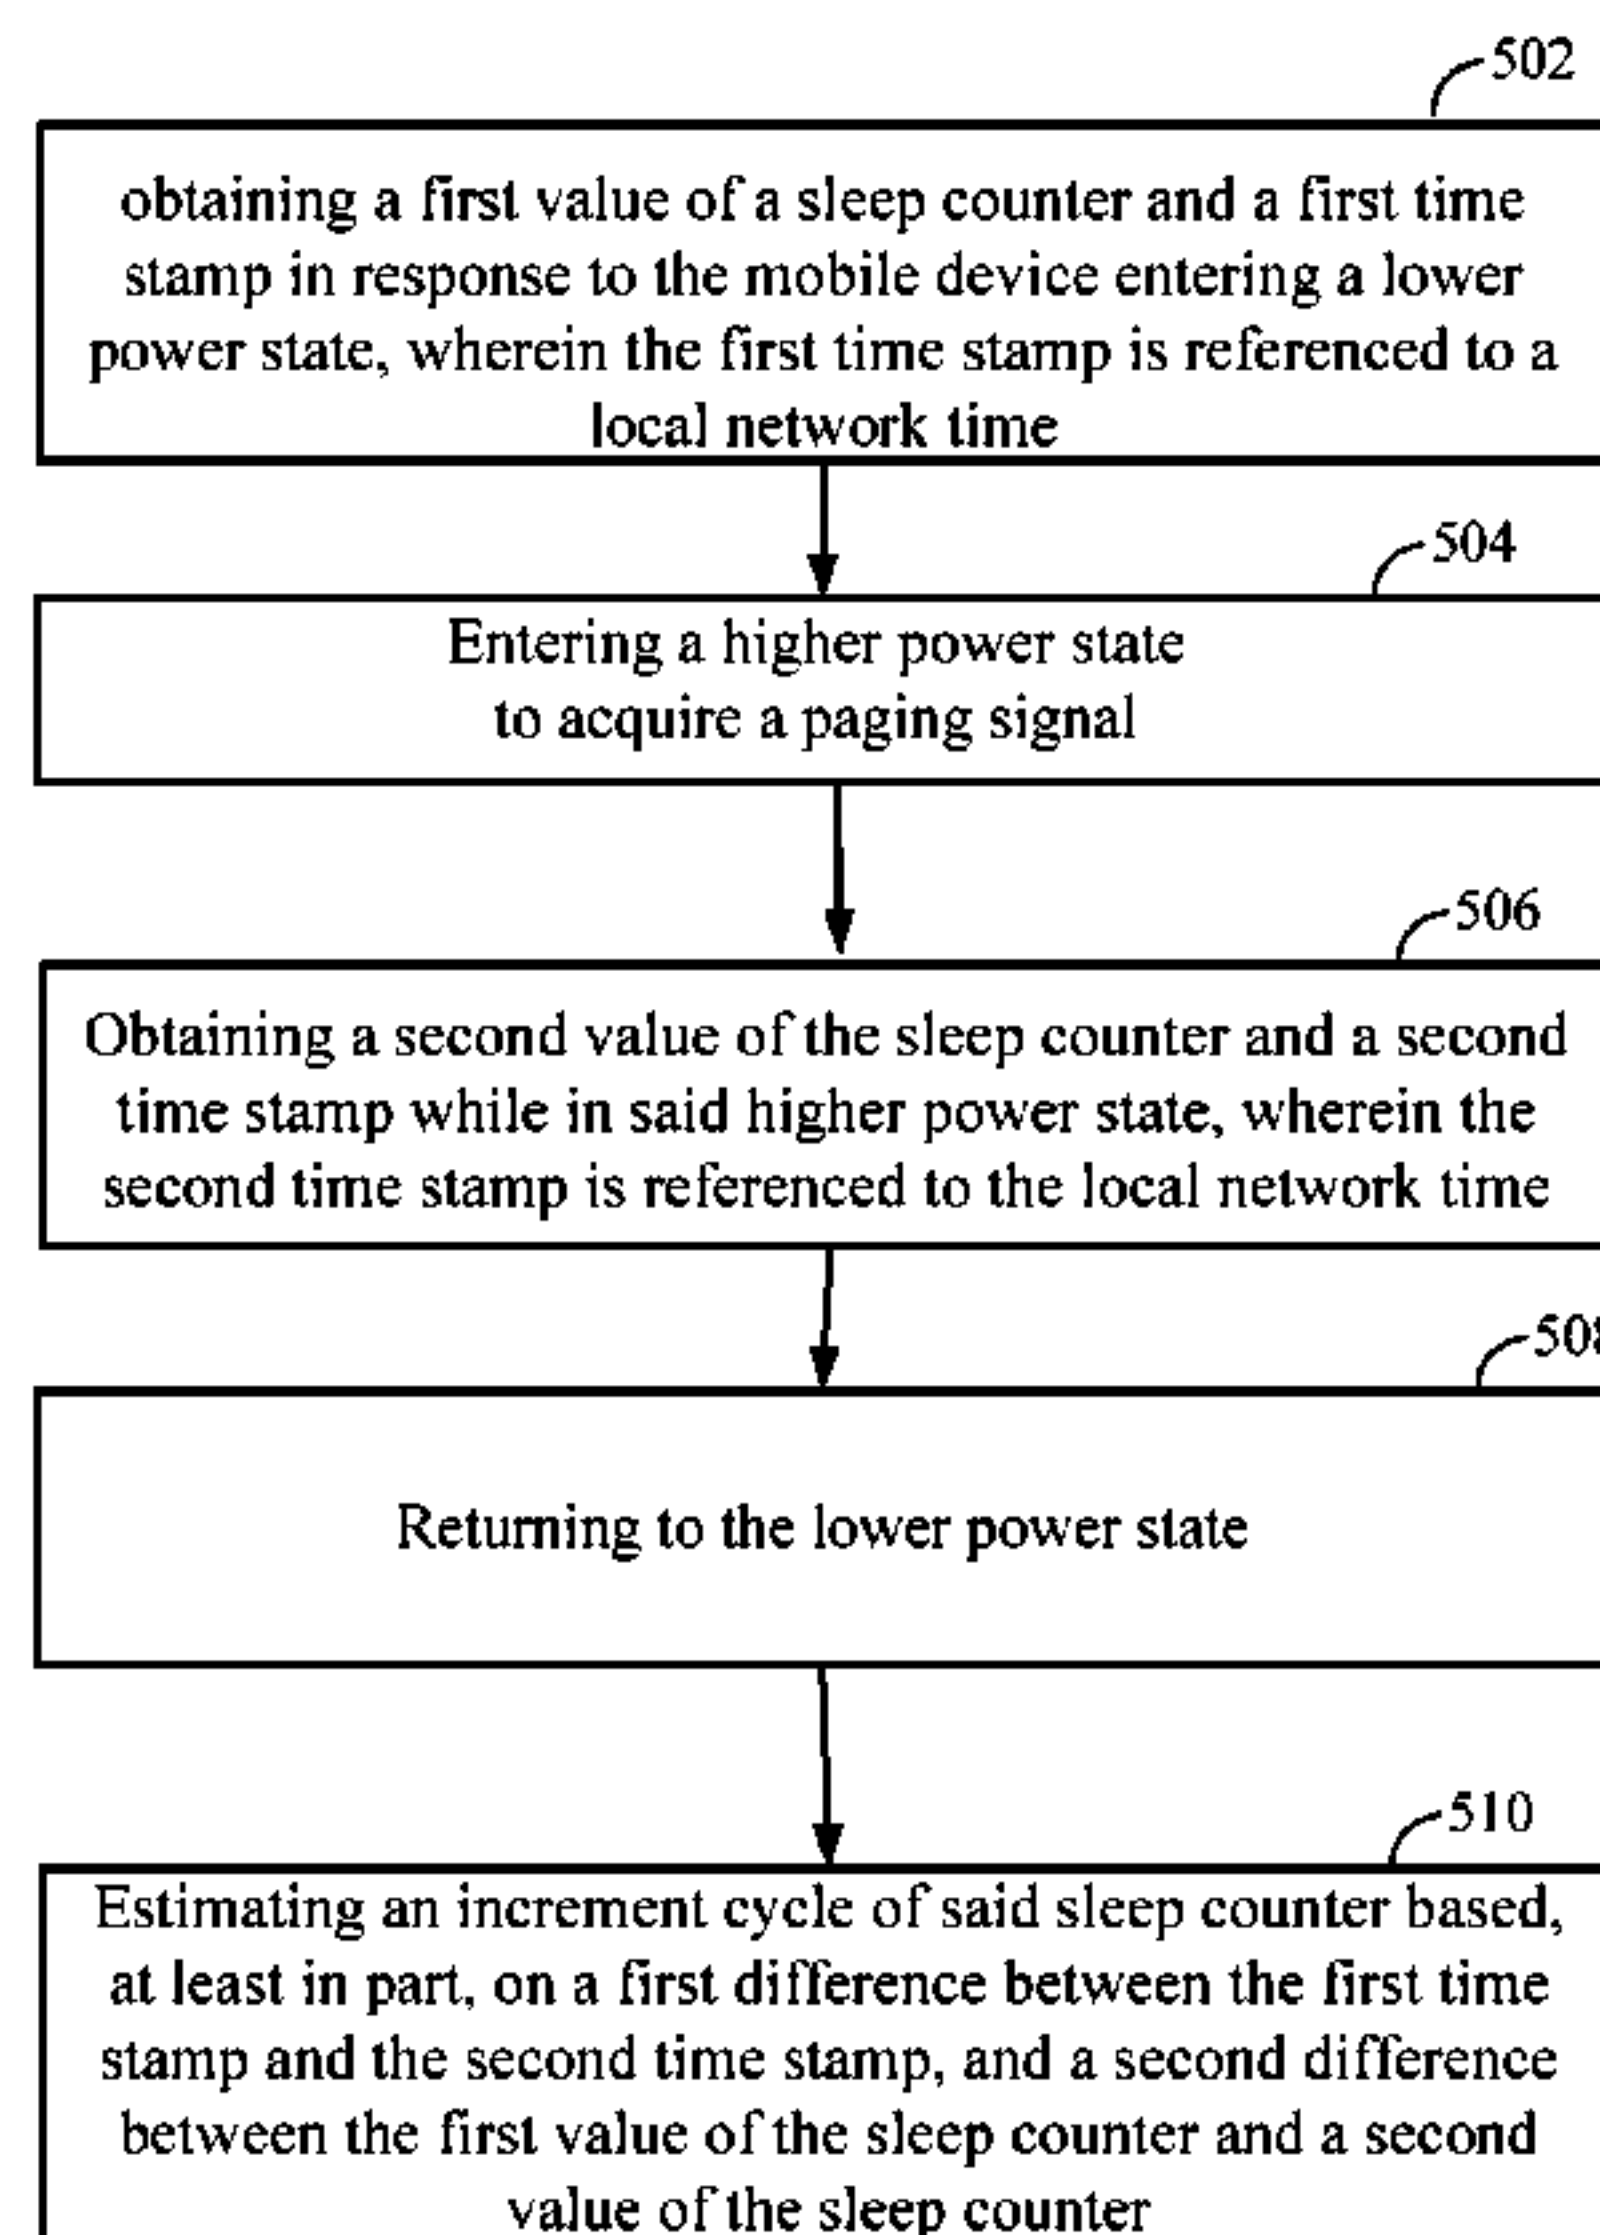 502
obtaining a first value of a sleep counter and a first time
stamp in response to the mobile device entering a lower
power state, wherein the first time stamp is referenced to a
local network time
504
Entering a higher power state
to acquire a paging signal
506
Obtaining a second value of the sleep counter and a second
time stamp while in said higher power state, wherein the
second time stamp is referenced to the local network time
Returning to the lower power state
510
Estimating an increment cycle of said sleep counter based,
at least in part, on a first difference between the first time
stamp and the second time stamp, and a second difference
between the first value of the sleep counter and a second
value of the sleep counter